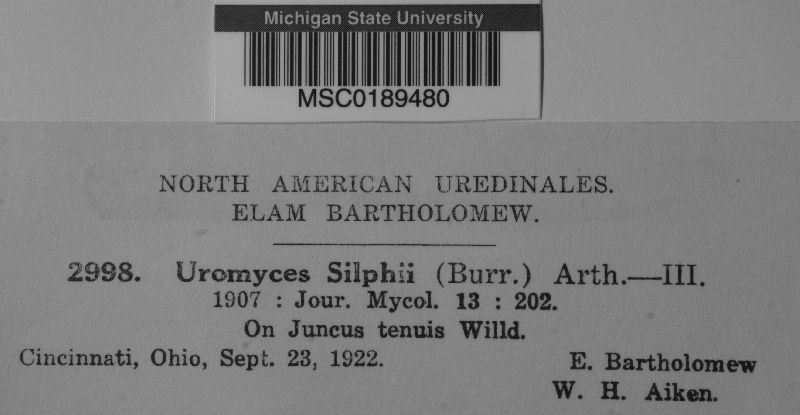 Michigan State University
MSC0189480
NORTH AMERICAN UREDINALES.
ELAM BARTHOLOMEW.
2998. Uromyces Silphii (Burr.) Arth.—III.
1907 : Jour. Mycol. 13 : 202.
On Juncus tenuis Willd.
Cincinnati, Ohio, Sept. 23, 1922. E. Bartholomew
W. H. Aiken.